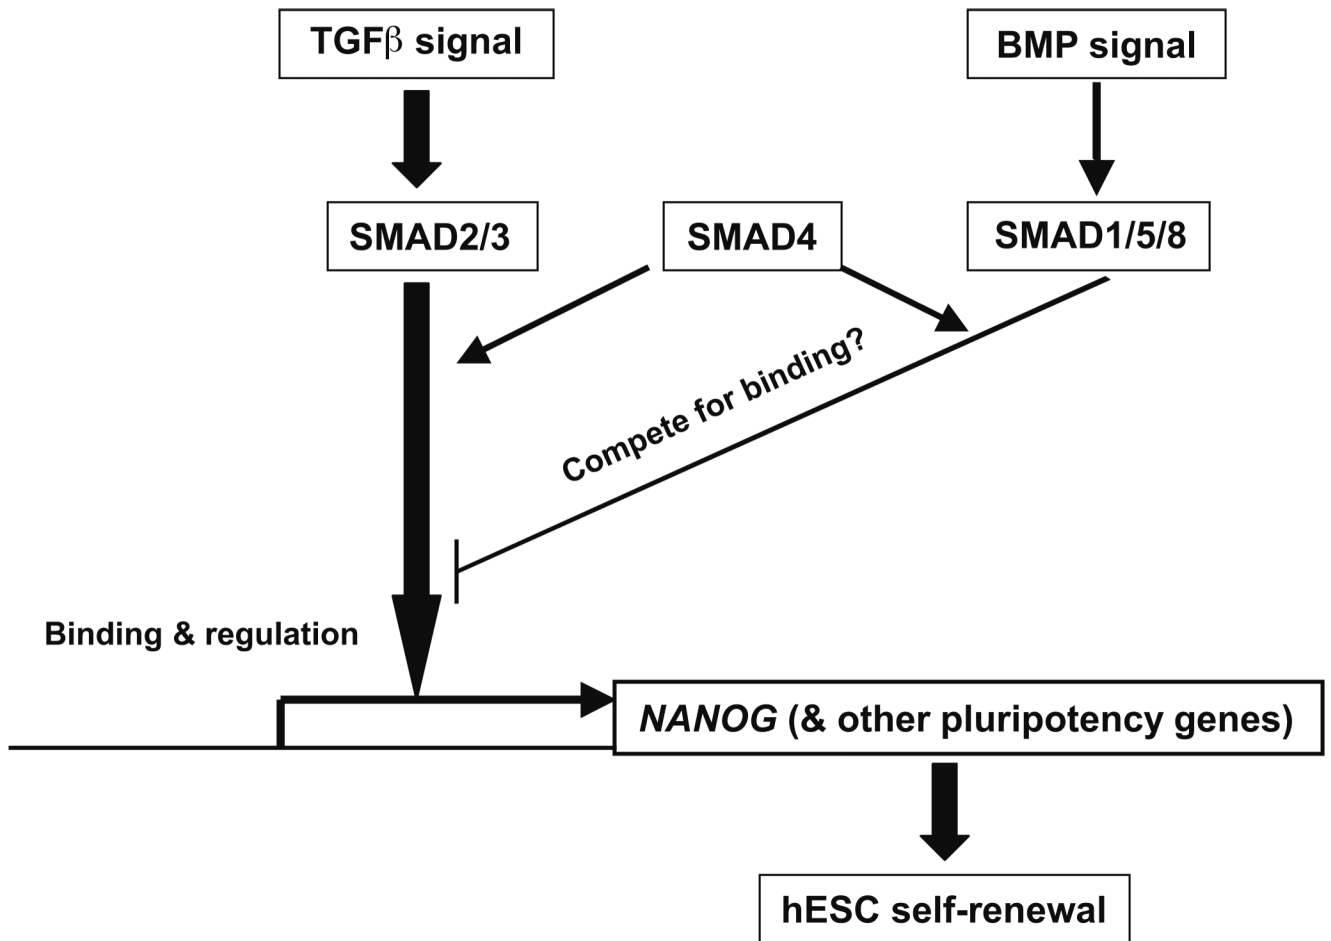 TGFβ signal
BMP signal
SMAD2/3
SMAD4
SMAD1/5/8
Compete for binding?
Binding & regulation
NANOG (& other pluripotency genes)
hESC self-renewal